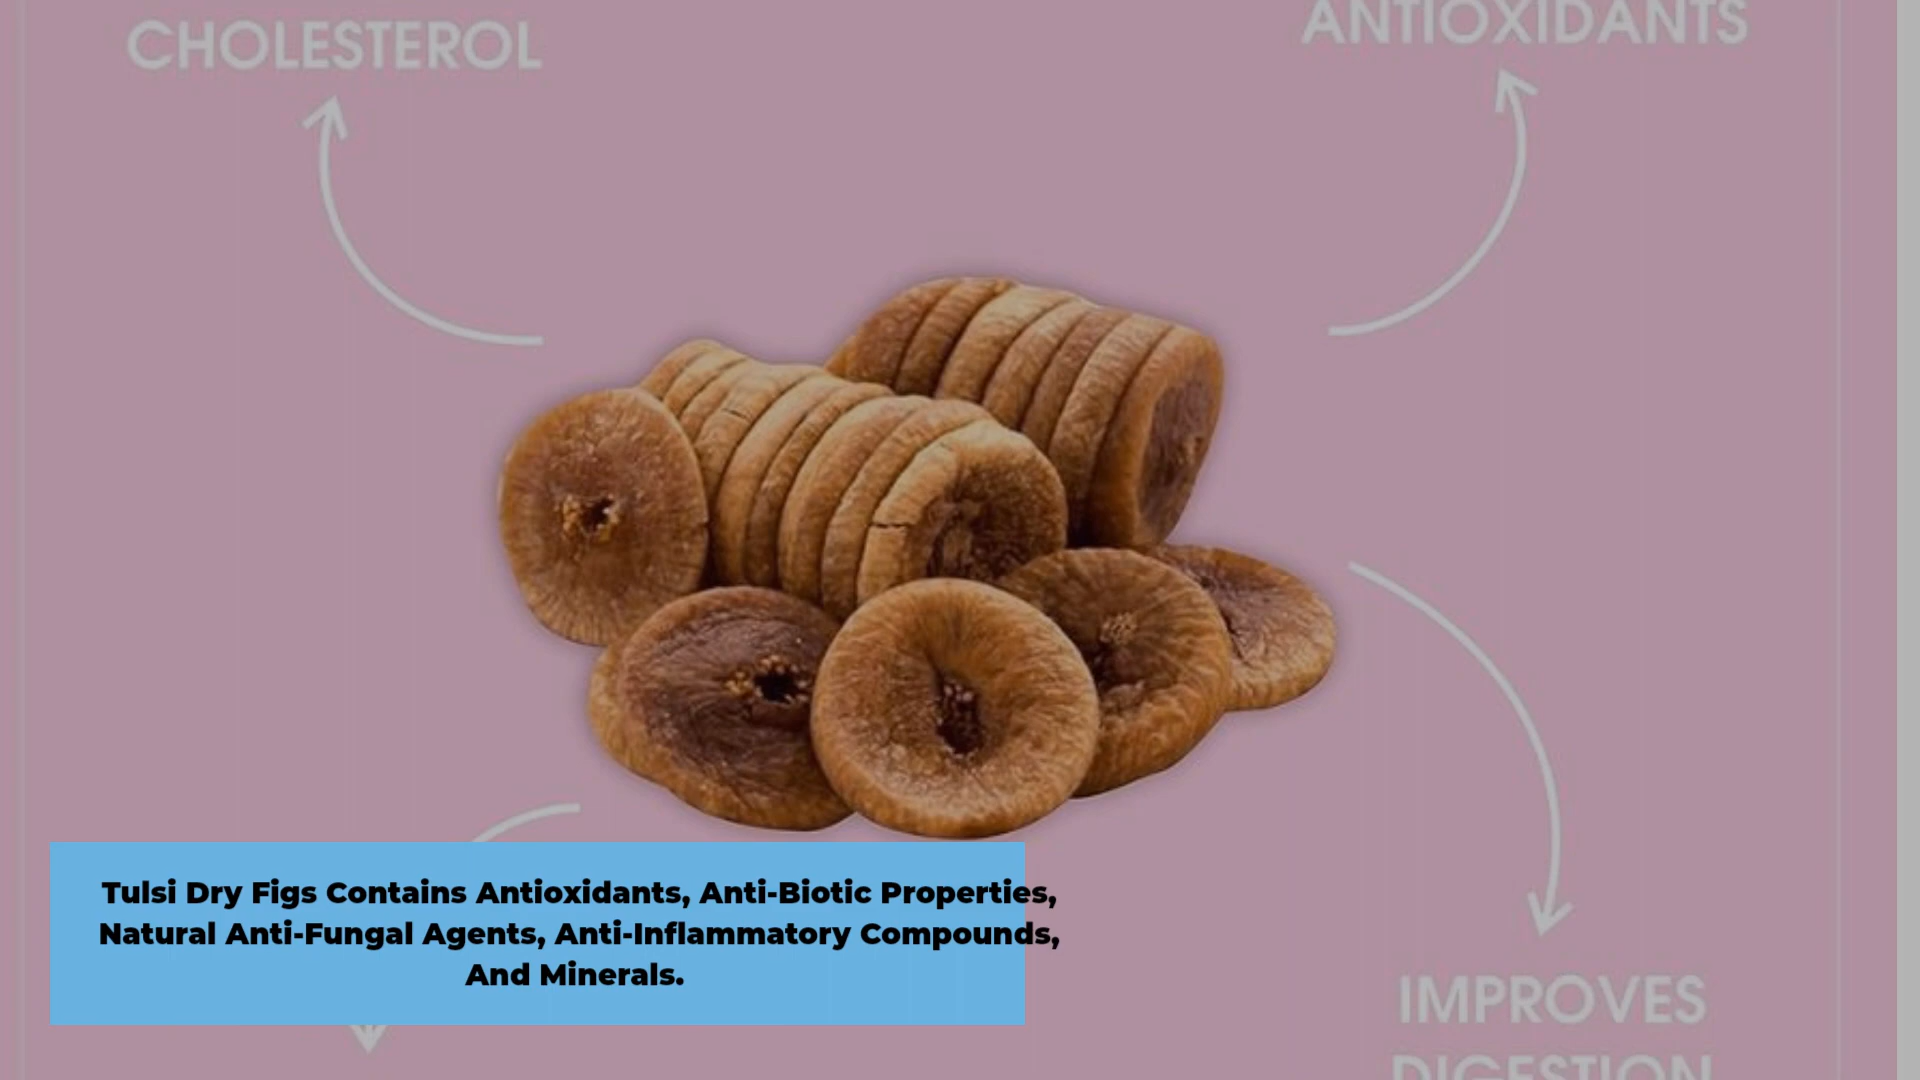 CHOLESTEROL
ANTIOXIDANTS
Tulsi Dry Figs Contains Antioxidants, Anti-Biotic Properties,
Natural Anti-Fungal Agents, Anti-Inflammatory Compounds,
And Minerals.
IMPROVES
DIGESTION